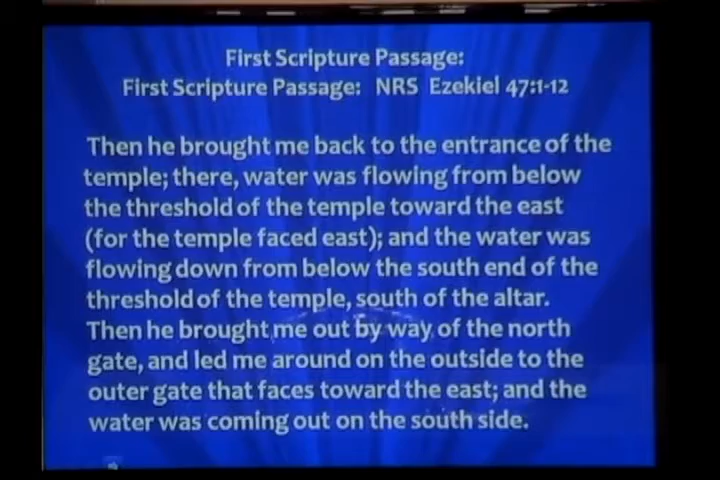 First Scripture Passage:
First Scripture Passage: NRS Ezekiel 47:1-12
Then he brought me back to the entrance of the
temple; there, water was flowing from below
the threshold of the temple toward the east
(for the temple faced east); and the water was
flowing down from below the south end of the
threshold of the temple, south of the altar.
Then he brought me out by way of the north
gate, and led me around on the outside to the
outer gate that faces toward the east; and the
water was coming out on the south side.